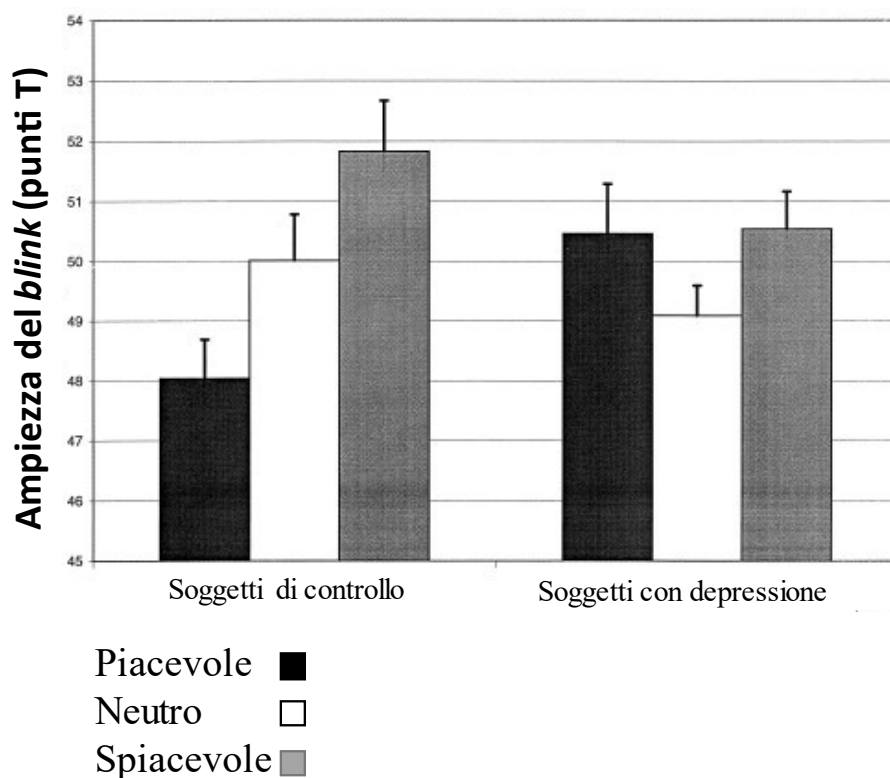 Ampiezza del blink (punti T)
54
53
52
51
50
49
48
47
46
45
Soggetti di controllo
Soggetti con depressione
Piacevole
Neutro
Spiacevole